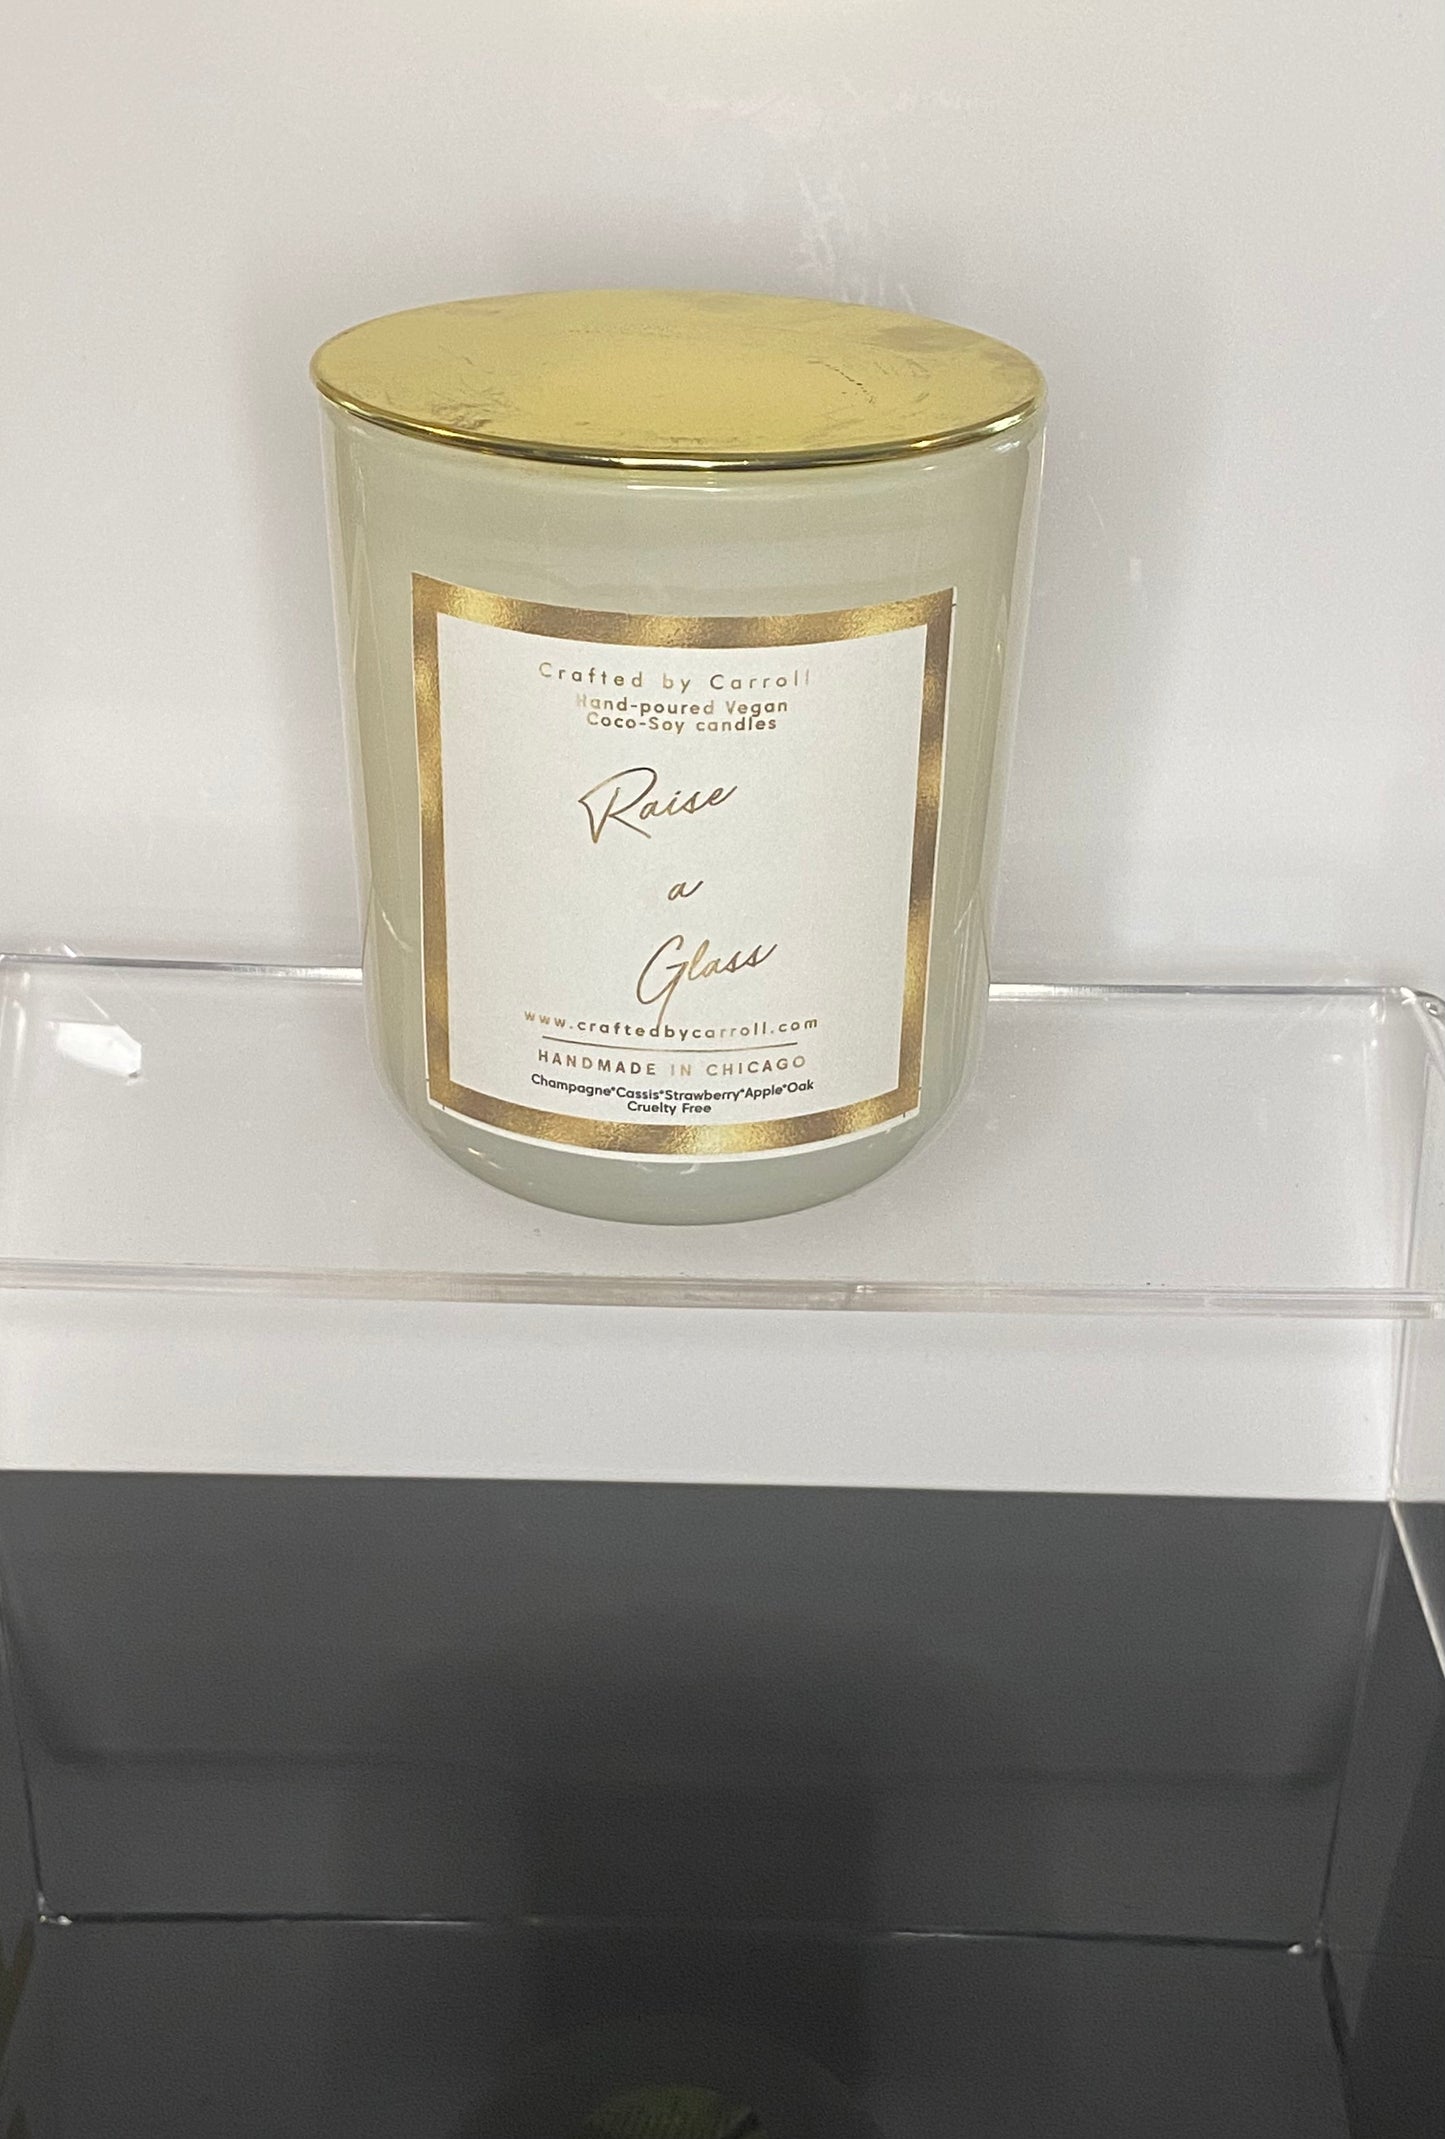 Crafted by Carroll
Hand-poured Vegan
Coco-Soy candles
Raise
a
Glass
www.craftedbycarroll.com
HANDMADE IN CHICAGO
Champagne*Cassis*Strawberry*Apple*Oak
Cruelty Free